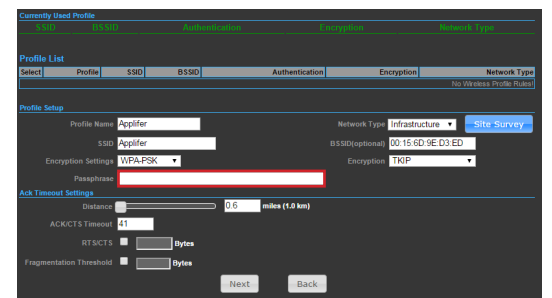 Currently Used Profile
SSID BSSID Authentication Encryption Network Type
Profile List
Select Profile SSID BSSID Authentication Encryption Network Type
No Wireless Profile Rules!
Profile Setup
Profile Name Applifer Network Type Infrastructure Site Survey
SSID Applifer BSSID(optional) 00:15:6D:9E:D3:ED
Encryption Settings WPA-PSK Encryption TKIP
Passphrase
Ack Timeout Settings
Distance 0.6 miles (1.0 km)
ACK/CTS Timeout 41
RTS/CTS Bytes
Fragmentation Threshold Bytes
Next Back